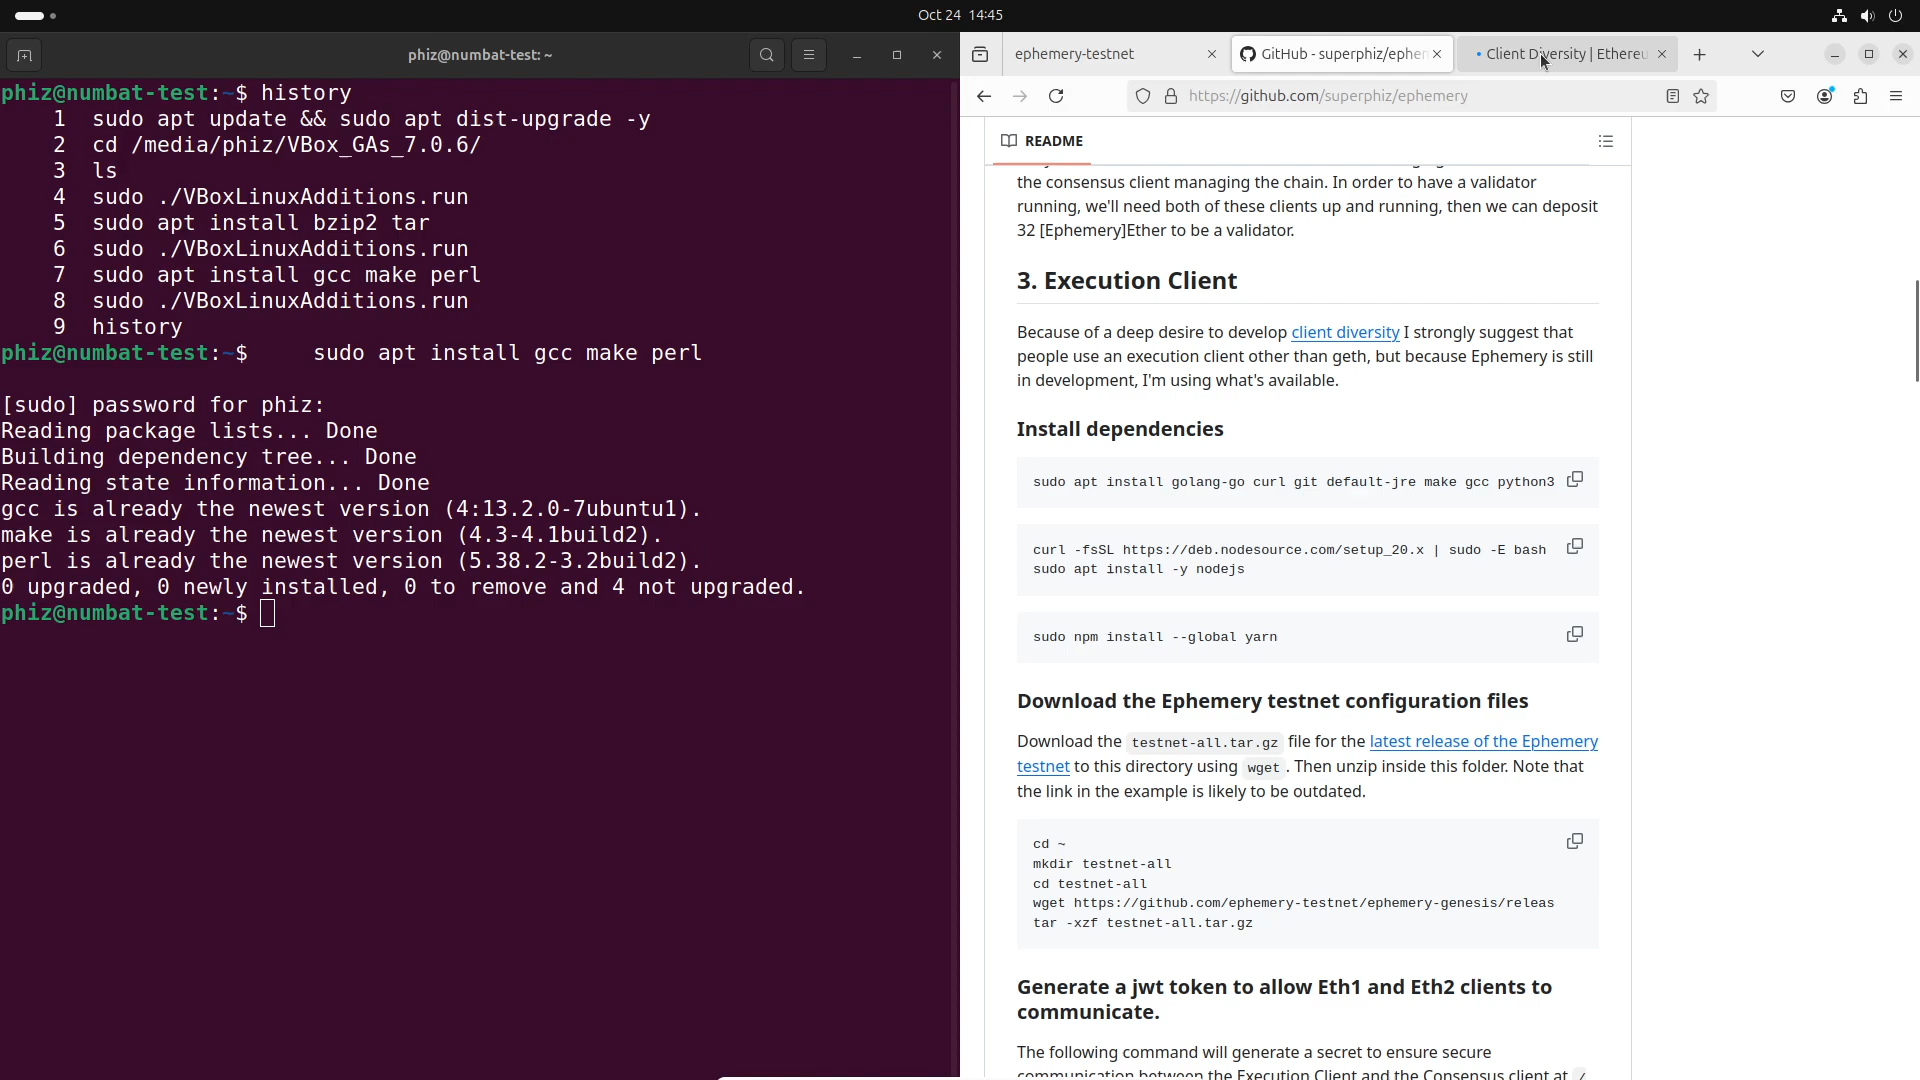 Oct 24 14:45
phiz@numbat-test: ~
phiz@numbat-test:~$ history
1 sudo apt update && sudo apt dist-upgrade -y
2 cd /media/phiz/VBox_GAs_7.0.6/
3 ls
4 sudo ./VBoxLinuxAdditions.run
5 sudo apt install bzip2 tar
6 sudo ./VBoxLinuxAdditions.run
7 sudo apt install gcc make perl
8 sudo ./VBoxLinuxAdditions.run
9 history
phiz@numbat-test:~$ sudo apt install gcc make perl
[sudo] password for phiz:
Reading package lists... Done
Building dependency tree... Done
Reading state information... Done
gcc is already the newest version (4:13.2.0-7ubuntu1).
make is already the newest version (4.3-4.1build2).
perl is already the newest version (5.38.2-3.2build2).
0 upgraded, 0 newly installed, 0 to remove and 4 not upgraded.
phiz@numbat-test:~$
ephemery-testnet
GitHub - superphiz/ephem
Client Diversity | Ethereu
https://github.com/superphiz/ephemery
README
the consensus client managing the chain. In order to have a validator
running, we'll need both of these clients up and running, then we can deposit
32 [Ephemery]Ether to be a validator.
3. Execution Client
Because of a deep desire to develop client diversity I strongly suggest that
people use an execution client other than geth, but because Ephemery is still
in development, I'm using what's available.
Install dependencies
sudo apt install golang-go curl git default-jre make gcc python3
curl -fsSL https://deb.nodesource.com/setup_20.x | sudo -E bash
sudo apt install -y nodejs
sudo npm install --global yarn
Download the Ephemery testnet configuration files
Download the testnet-all.tar.gz file for the latest release of the Ephemery
testnet to this directory using wget. Then unzip inside this folder. Note that
the link in the example is likely to be outdated.
cd ~
mkdir testnet-all
cd testnet-all
wget https://github.com/ephemery-testnet/ephemery-genesis/releas
tar -xzf testnet-all.tar.gz
Generate a jwt token to allow Eth1 and Eth2 clients to
communicate.
The following command will generate a secret to ensure secure
communication between the Execution Client and the Consensus client at /